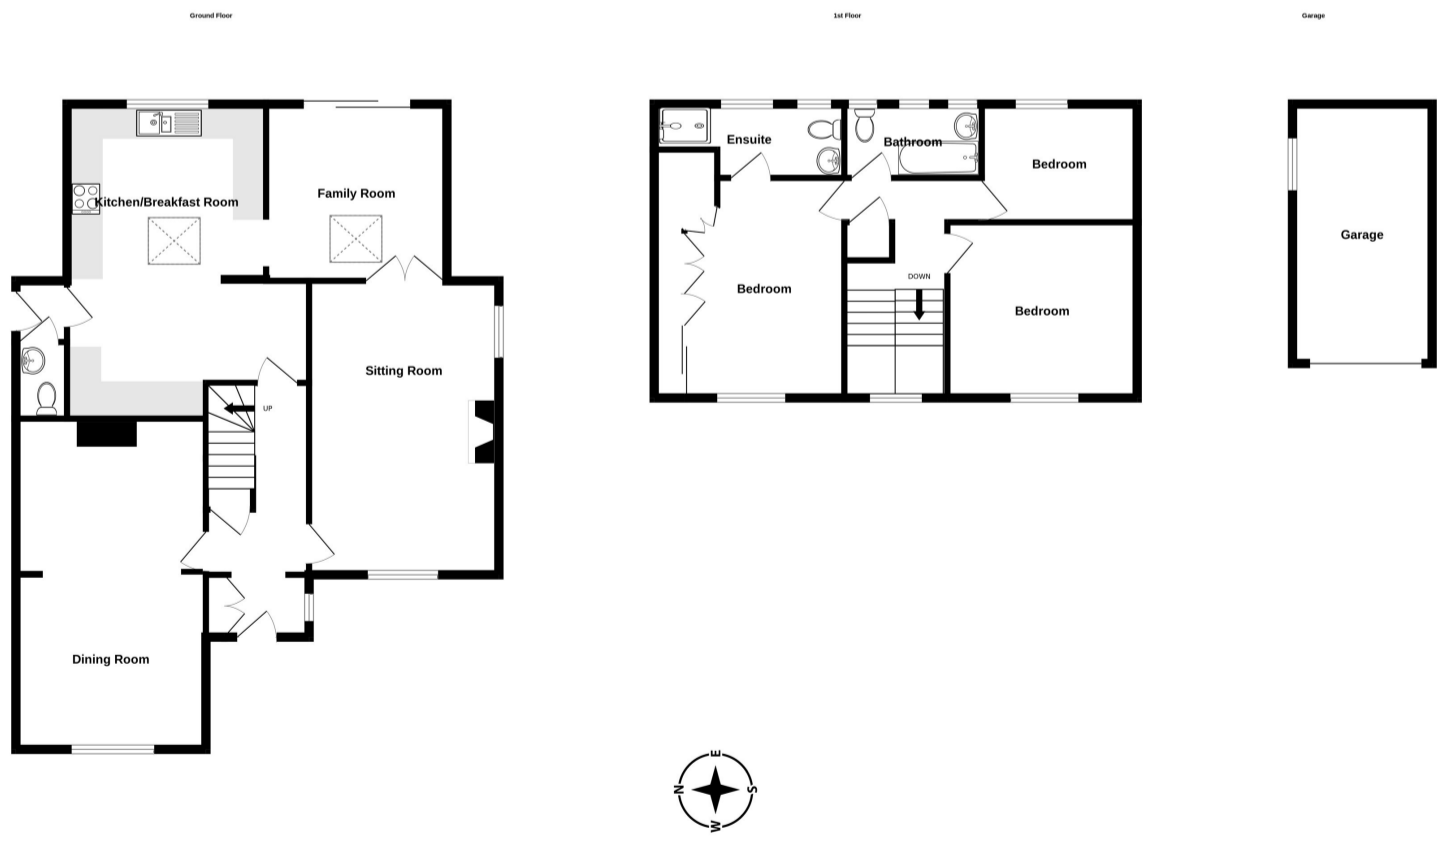 Ground Floor
1st Floor
Garage
Kitchen/Breakfast Room
Family Room
Sitting Room
UP
Dining Room
Ensuite
Bathroom
Bedroom
Bedroom
DOWN
Bedroom
Garage
E
N
S
W